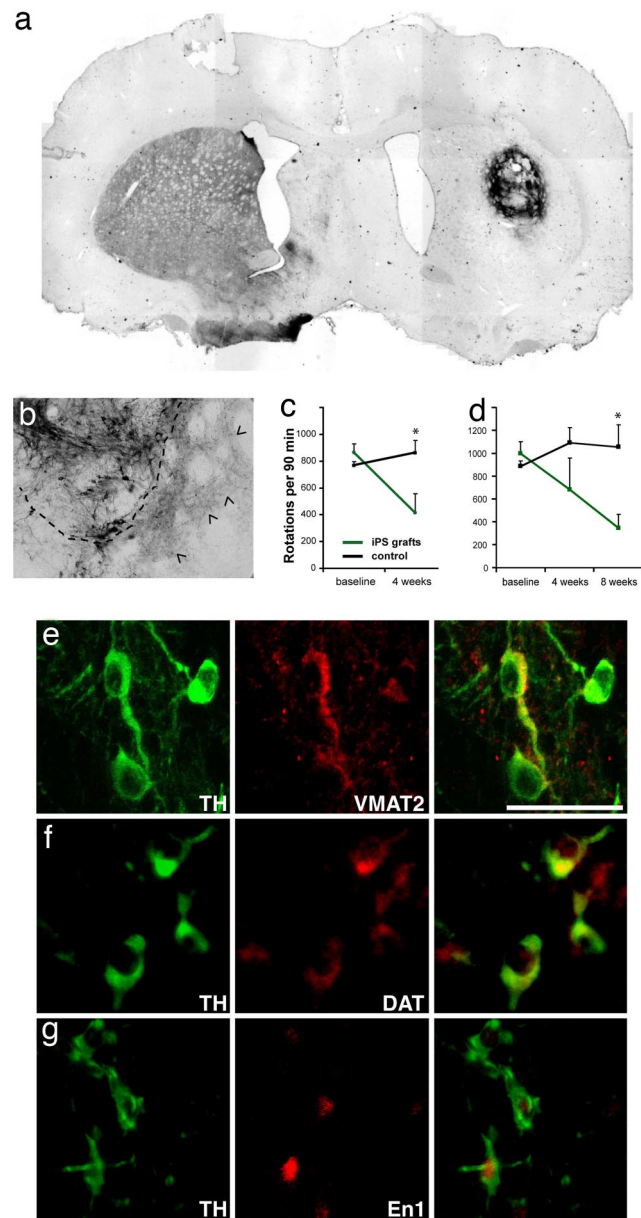 a
b
c
d
*
*
Rotations per 90 min
1000
800
600
400
200
0
iPS grafts
control
baseline 4 weeks
1200
1000
800
600
400
200
0
baseline 4 weeks 8 weeks
e
TH
VMAT2
f
TH
DAT
g
TH
En1